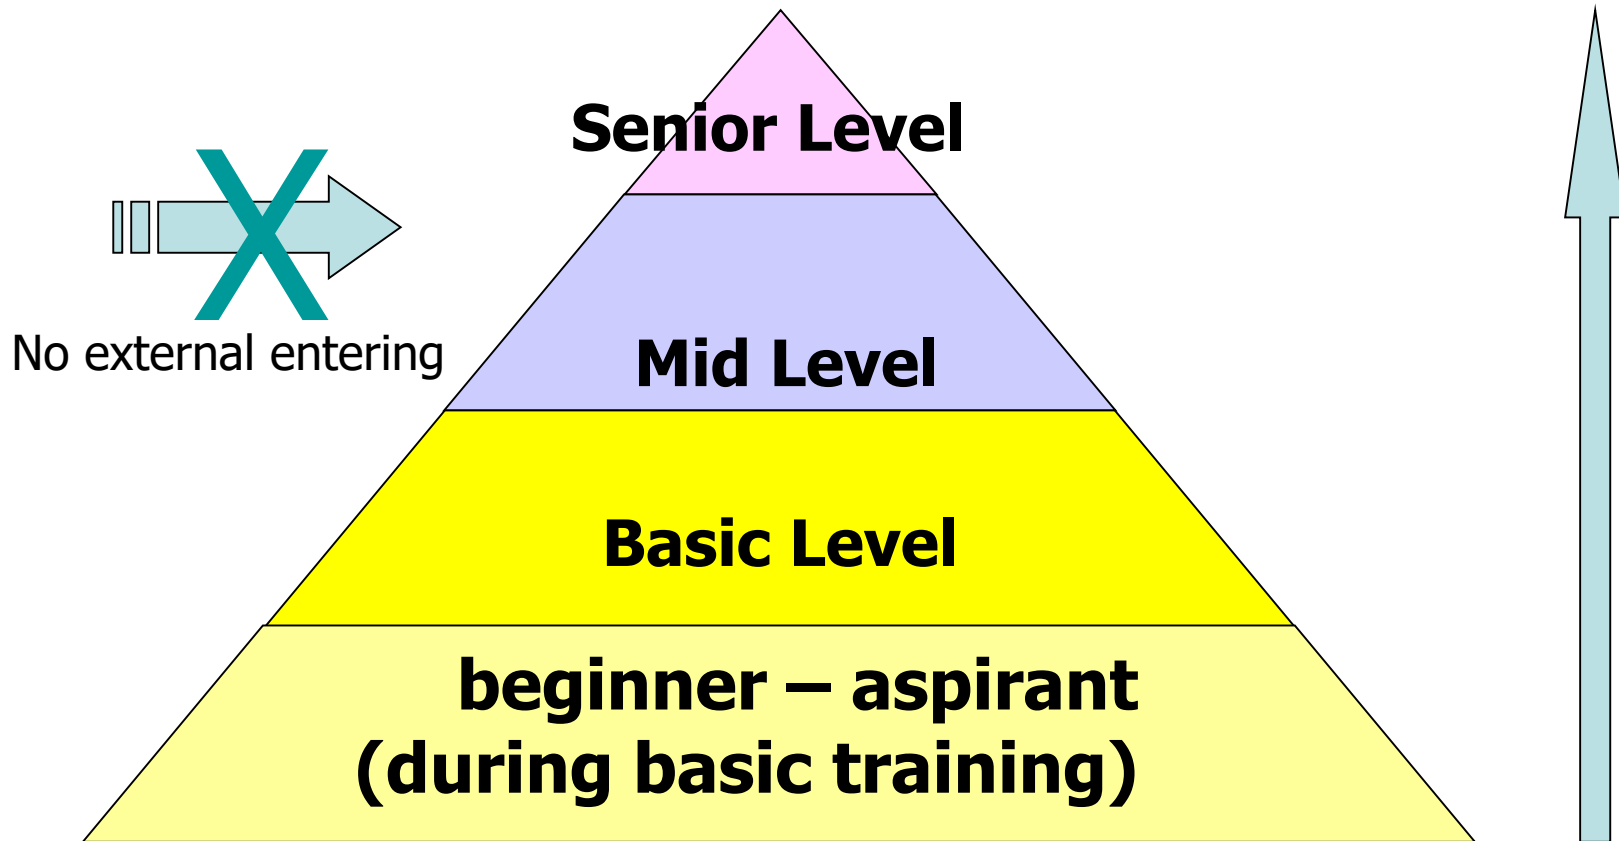 Senior Level
X
No external entering
Mid Level
Basic Level
beginner – aspirant
(during basic training)